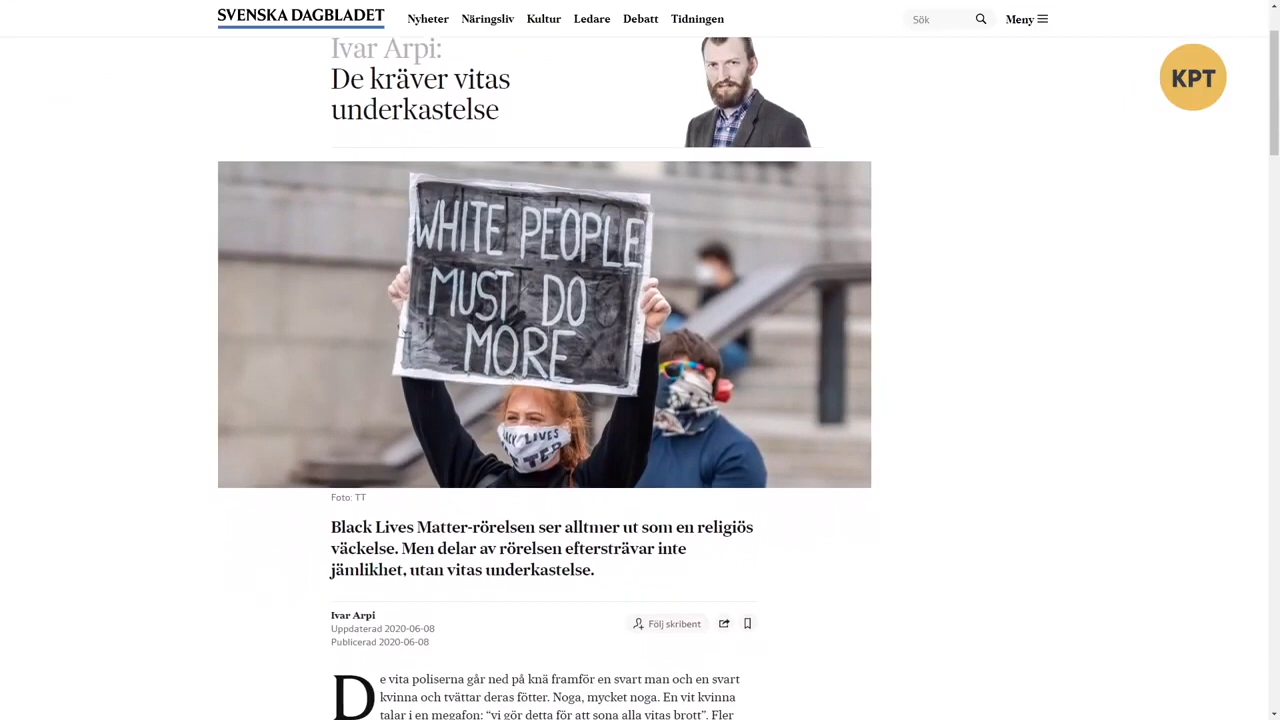 SVENSKA DAGBLADET
Nyheter Näringsliv Kultur Ledare Debatt Tidningen
Sök
Meny
KPT
Ivar Arpi:
De kräver vitas
underkastelse
WHITE PEOPLE
MUST DO
MORE
BLACK LIVES
Foto: TT
Black Lives Matter-rörelsen ser alltmer ut som en religiös
väckelse. Men delar av rörelsen eftersträvar inte
jämlikhet, utan vitas underkastelse.
Ivar Arpi
Uppdaterad 2020-06-08
Publicerad 2020-06-08
Följ skribent
De vita poliserna går ned på knä framför en svart man och en svart
kvinna och tvättar deras fötter. Noga, mycket noga. En vit kvinna
talar i en megafon: “vi gör detta för att sona alla vitas brott”. Fler